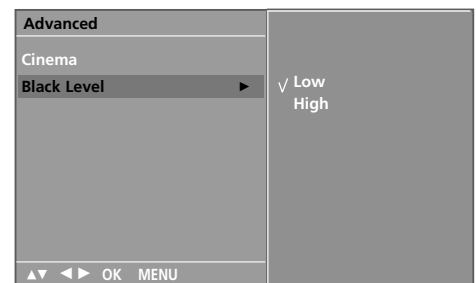 Advanced
Cinema
Black Level ►
√ Low
High
▲▼ ◄ ► OK MENU